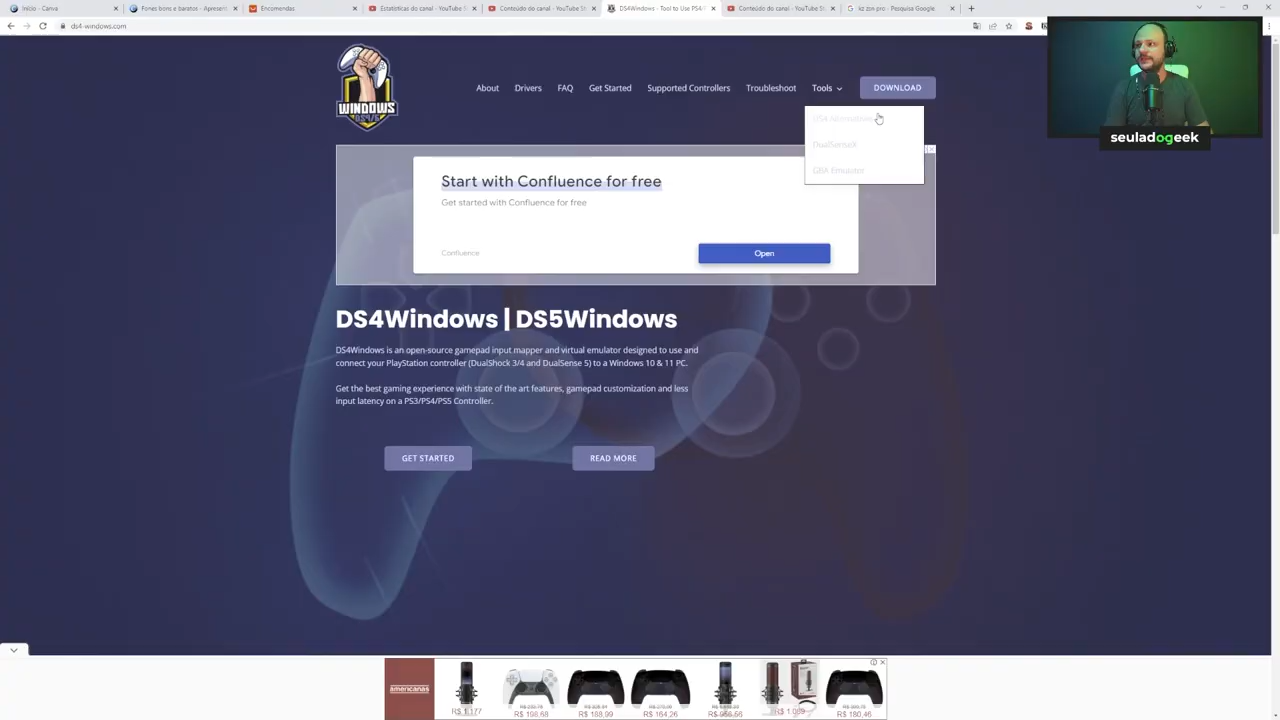 Início - Canva
Fones bons e baratos - Apresent
Encomendas
Estatísticas do canal - YouTube S
Conteúdo do canal - YouTube St
DS4Windows - Tool to Use PS4/
Conteúdo do canal - YouTube St
kz zsn pro - Pesquisa Google
ds4-windows.com
WINDOWS
About
Drivers
FAQ
Get Started
Supported Controllers
Troubleshoot
Tools
DOWNLOAD
DualSenseX
GBA Emulator
seuladogeek
Start with Confluence for free
Get started with Confluence for free
Confluence
Open
DS4Windows | DS5Windows
DS4Windows is an open-source gamepad input mapper and virtual emulator designed to use and
connect your PlayStation controller (DualShock 3/4 and DualSense 5) to a Windows 10 & 11 PC.
Get the best gaming experience with state of the art features, gamepad customization and less
input latency on a PS3/PS4/PS5 Controller.
GET STARTED
READ MORE
americanas
R$ 198,68
R$ 188,99
R$ 164,26
R$ 180,46